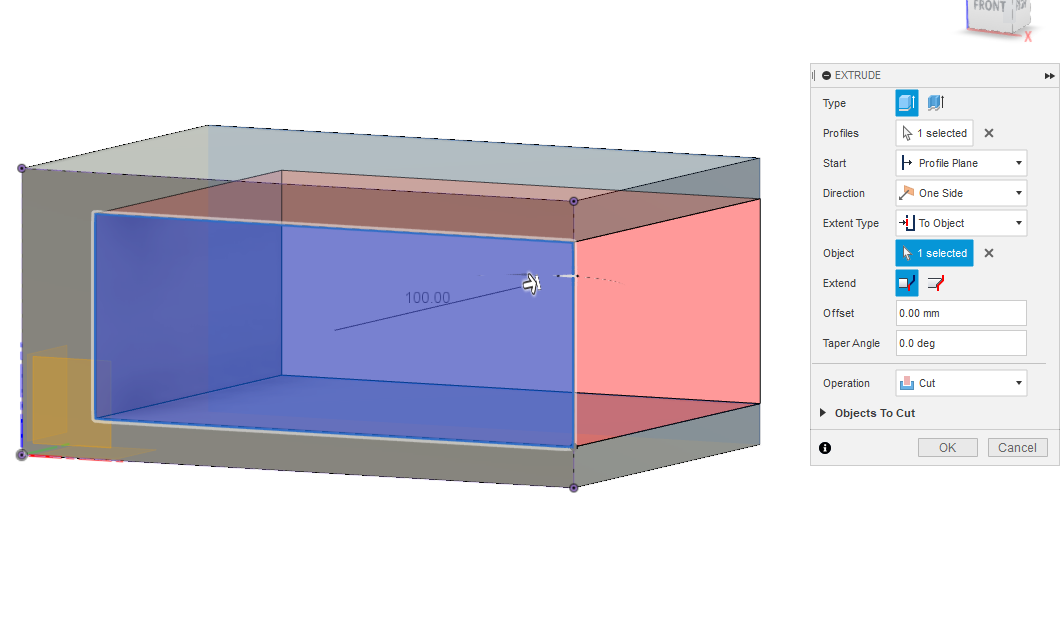 FRONT
X
EXTRUDE
Type
Profiles 1 selected
Start Profile Plane
Direction One Side
Extent Type To Object
Object 1 selected
Extend
Offset 0.00 mm
Taper Angle 0.0 deg
Operation Cut
Objects To Cut
OK Cancel
100.00